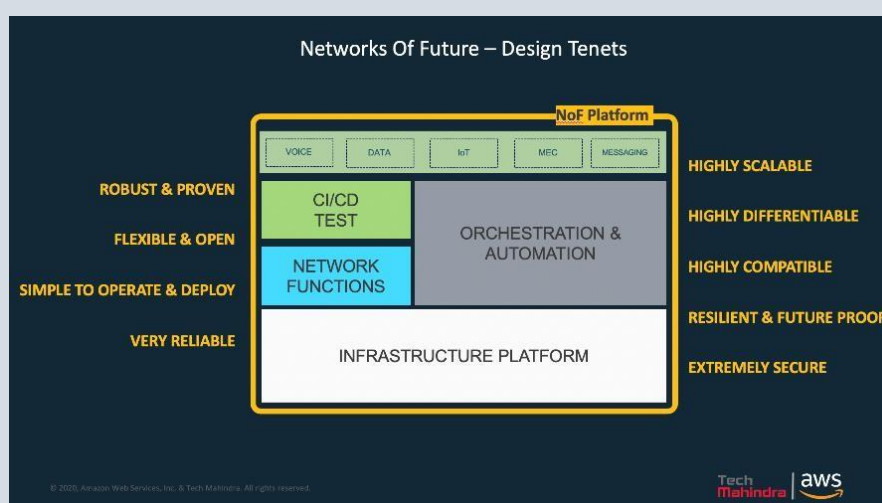 Networks Of Future – Design Tenets
NoF Platform
VOICE
DATA
IoT
MEC
MESSAGING
ROBUST & PROVEN
FLEXIBLE & OPEN
SIMPLE TO OPERATE & DEPLOY
VERY RELIABLE
CI/CD
TEST
NETWORK
FUNCTIONS
ORCHESTRATION &
AUTOMATION
INFRASTRUCTURE PLATFORM
HIGHLY SCALABLE
HIGHLY DIFFERENTIABLE
HIGHLY COMPATIBLE
RESILIENT & FUTURE PROOF
EXTREMELY SECURE
© 2020, Amazon Web Services, Inc. & Tech Mahindra. All rights reserved.
Tech
Mahindra
aws